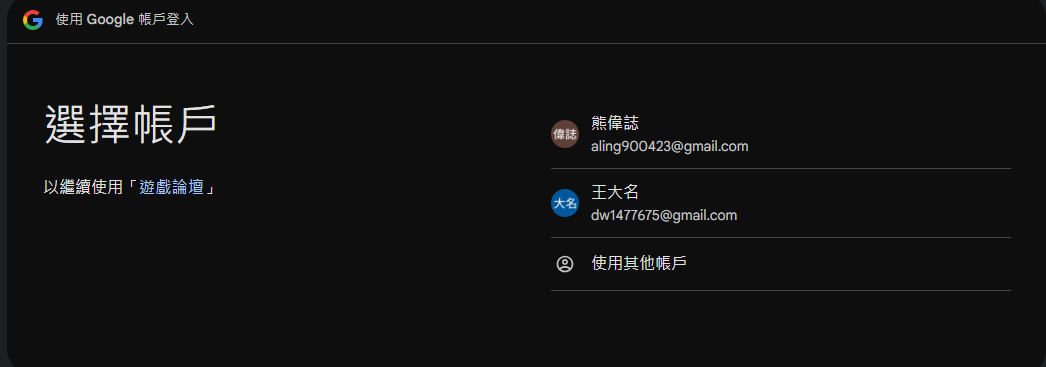 使用 Google 帳戶登入
選擇帳戶
以繼續使用「遊戲論壇」
偉誌
熊偉誌
aling900423@gmail.com
大名
王大名
dw1477675@gmail.com
使用其他帳戶